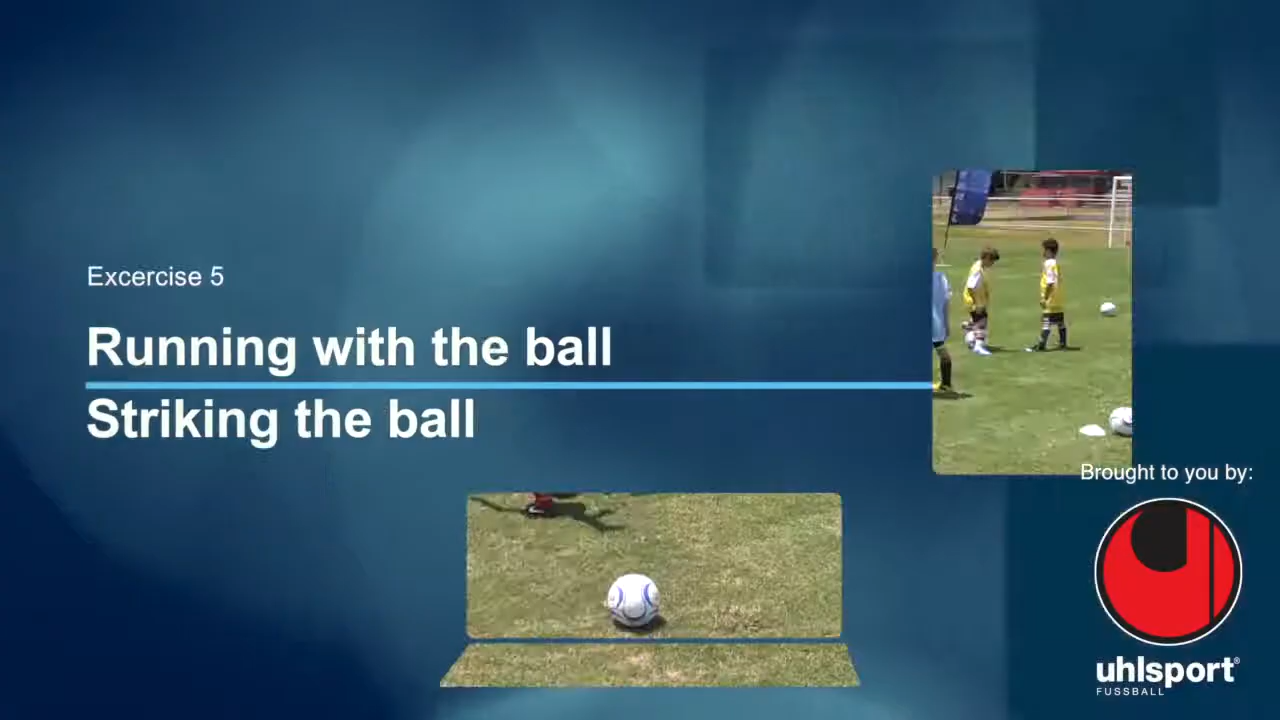 Excercise 5
Running with the ball
Striking the ball
Brought to you by:
uhlsport®
FUSSBALL